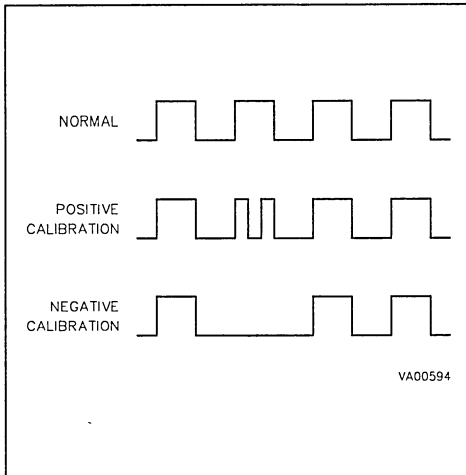 NORMAL
POSITIVE
CALIBRATION
NEGATIVE
CALIBRATION
VA00594